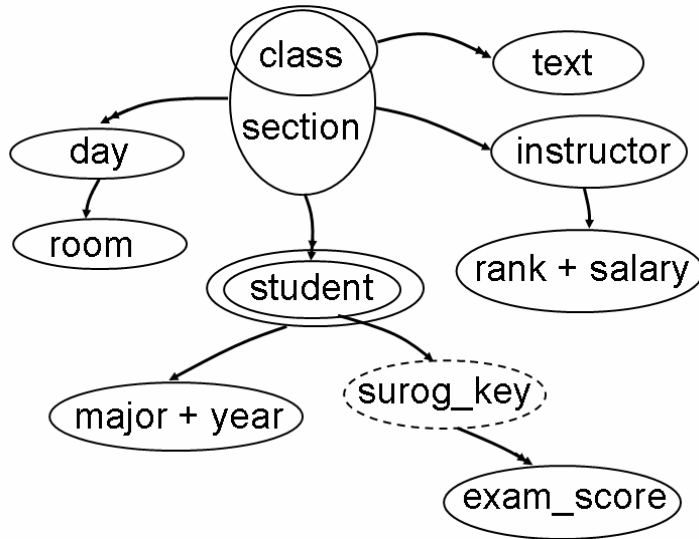 class
text
section
day
instructor
room
rank + salary
student
major + year
surog_key
exam_score